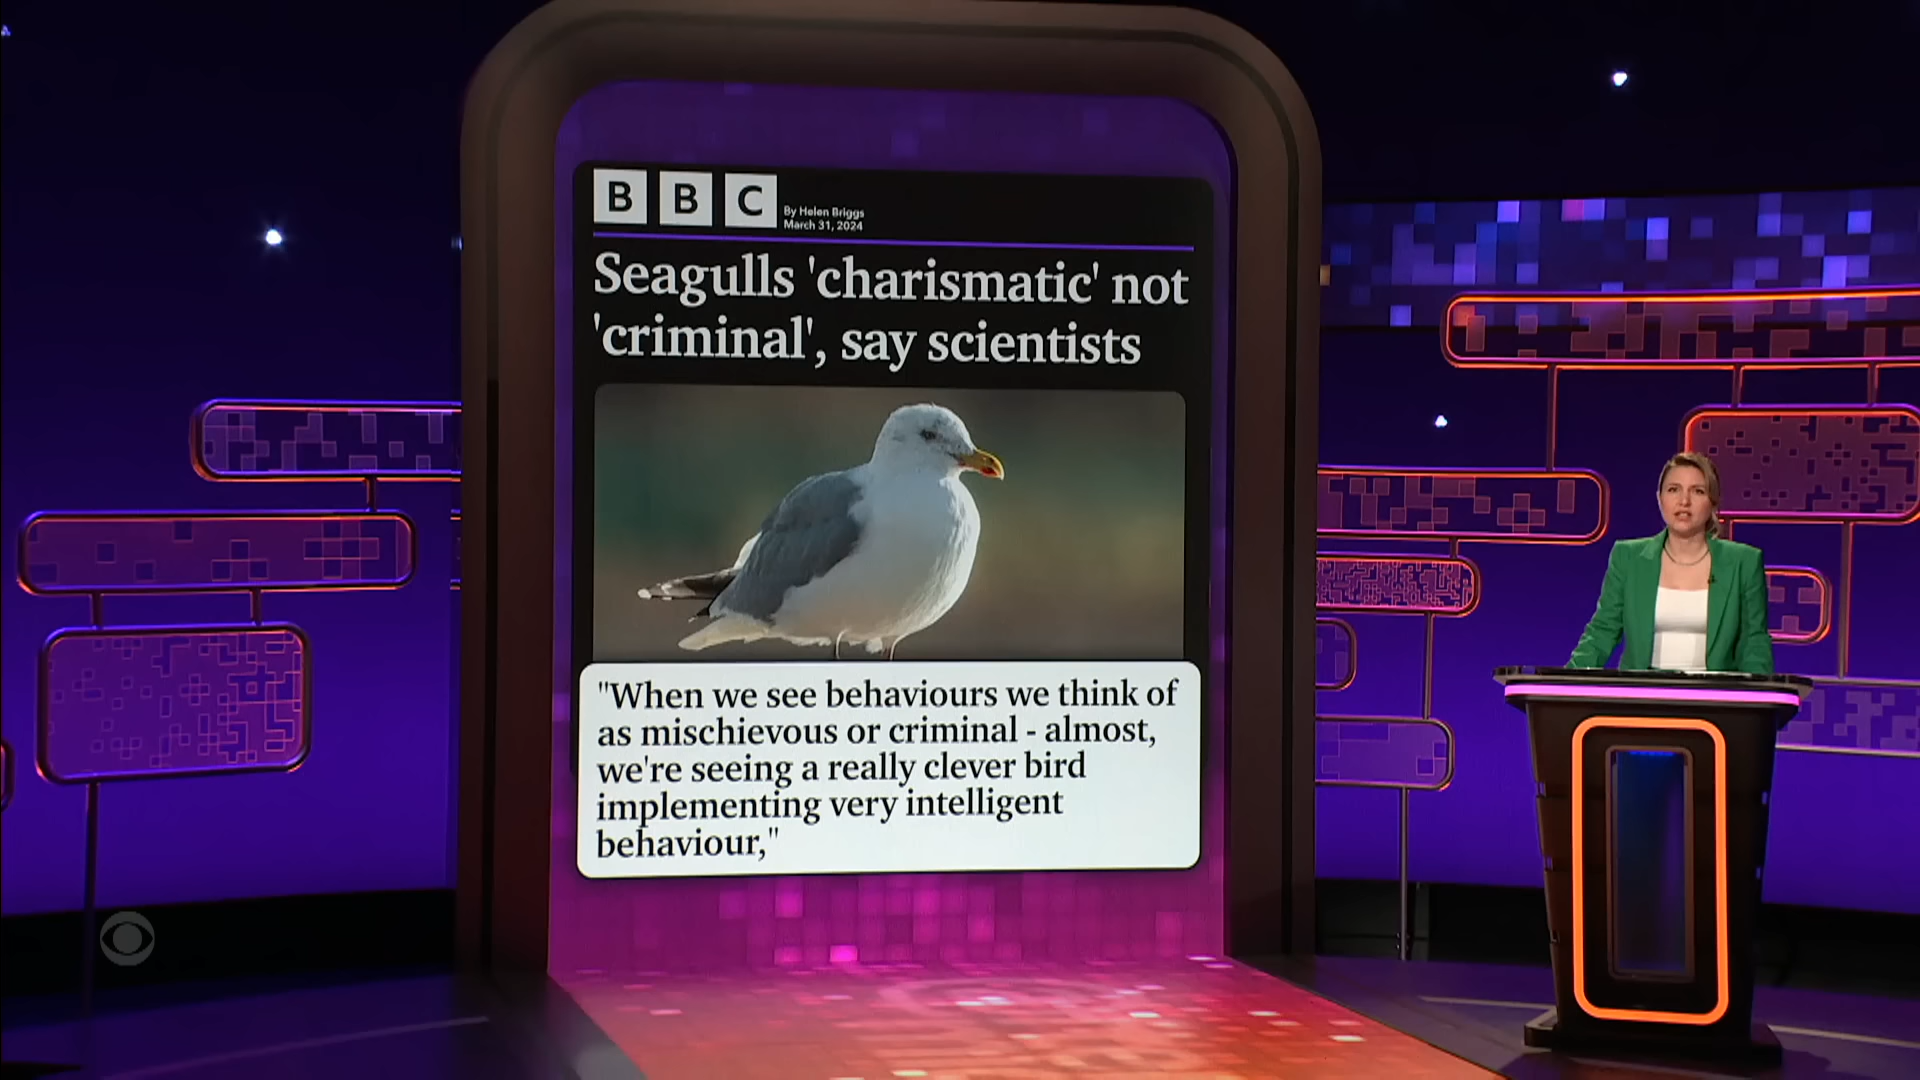 BBC
By Helen Briggs
March 31, 2024
Seagulls 'charismatic' not
'criminal', say scientists
"When we see behaviours we think of
as mischievous or criminal - almost,
we're seeing a really clever bird
implementing very intelligent
behaviour,"